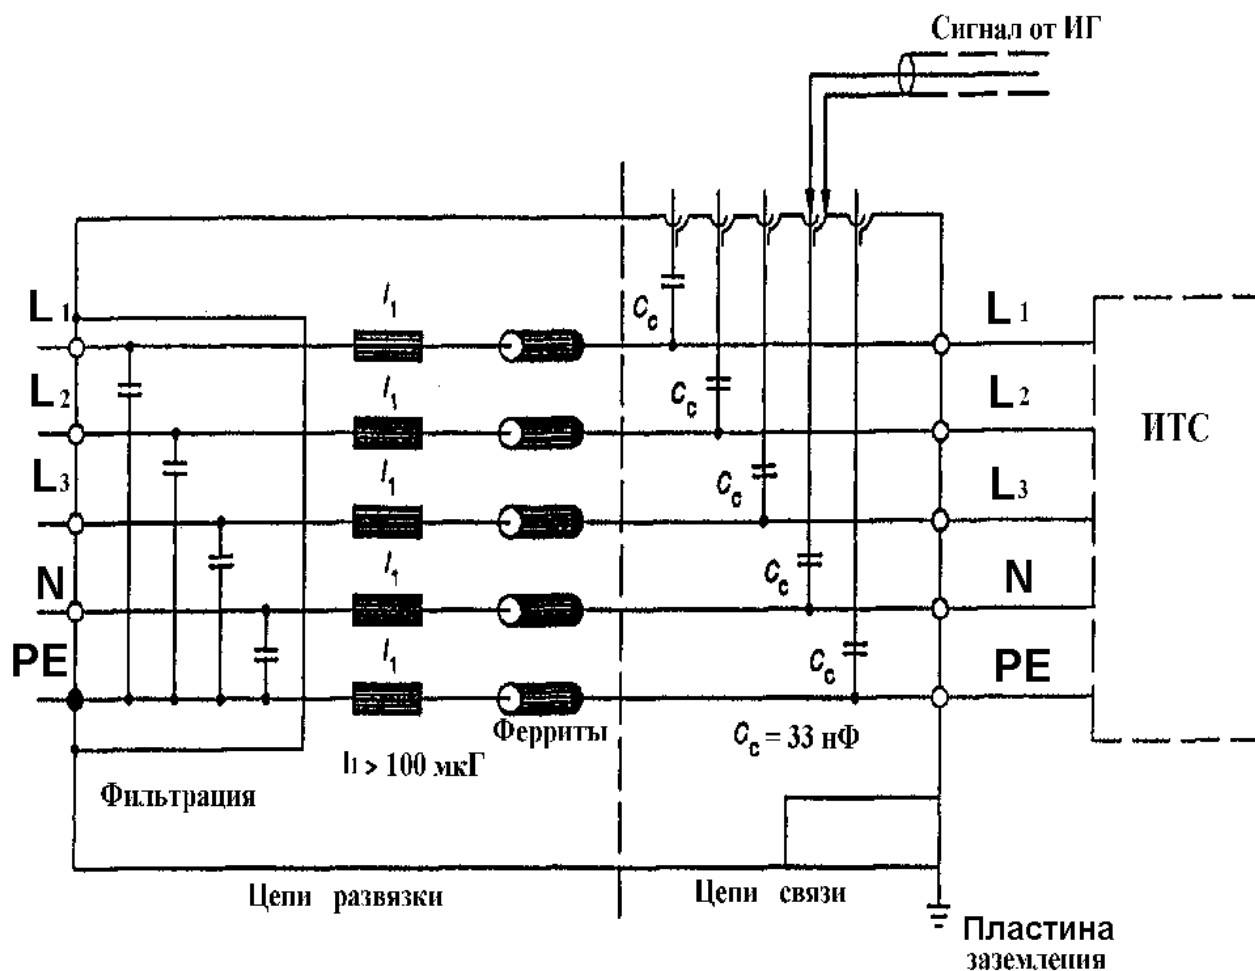 Сигнал от ИГ
L1
l1
Cc
L1
L2
l1
Cc
L2
ИТС
L3
l1
Cc
L3
N
l1
Cc
N
PE
l1
Cc
PE
Ферриты
Cc = 33 нФ
l1 > 100 мкГ
Фильтрация
Цепи развязки
Цепи связи
Пластина
заземления